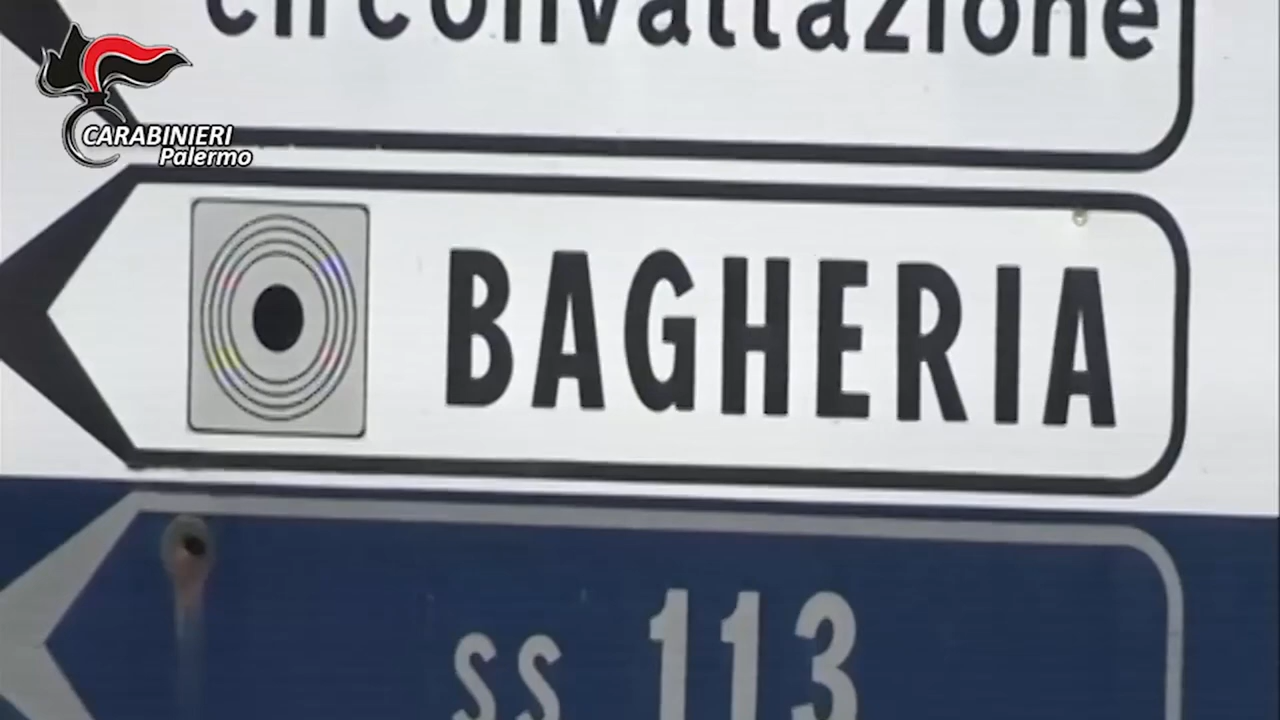 circonvallazione
CARABINIERI
Palermo
BAGHERIA
SS 113